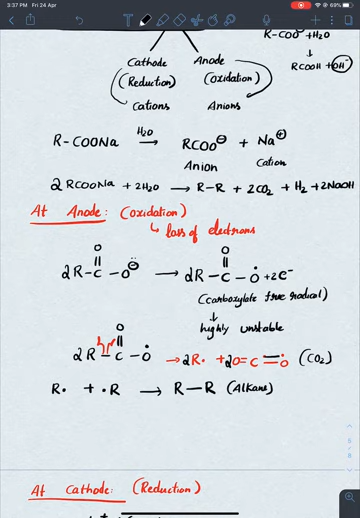 3:37 PM Fri 24 Apr
69%
R-COO⁻ + H2O
↓
RCOOH + OH⁻
Cathode Anode
(Reduction) (Oxidation)
Cations Anions
R-COONa H2O → RCOO⊖ + Na⊕
Anion Cation
2 RCOONa + 2H2O → R-R + 2CO2 + H2 + 2NaOH
At Anode: (Oxidation)
↳ loss of electrons
O O
|| ||
2R-C-O⊖ → 2R-C-O• + 2e⁻
(Carboxylate free radical)
↓
highly unstable
O
||
2R-C-O• → 2R• + 2O=C=O (CO2)
R• + •R → R-R (Alkane)
At Cathode: (Reduction)